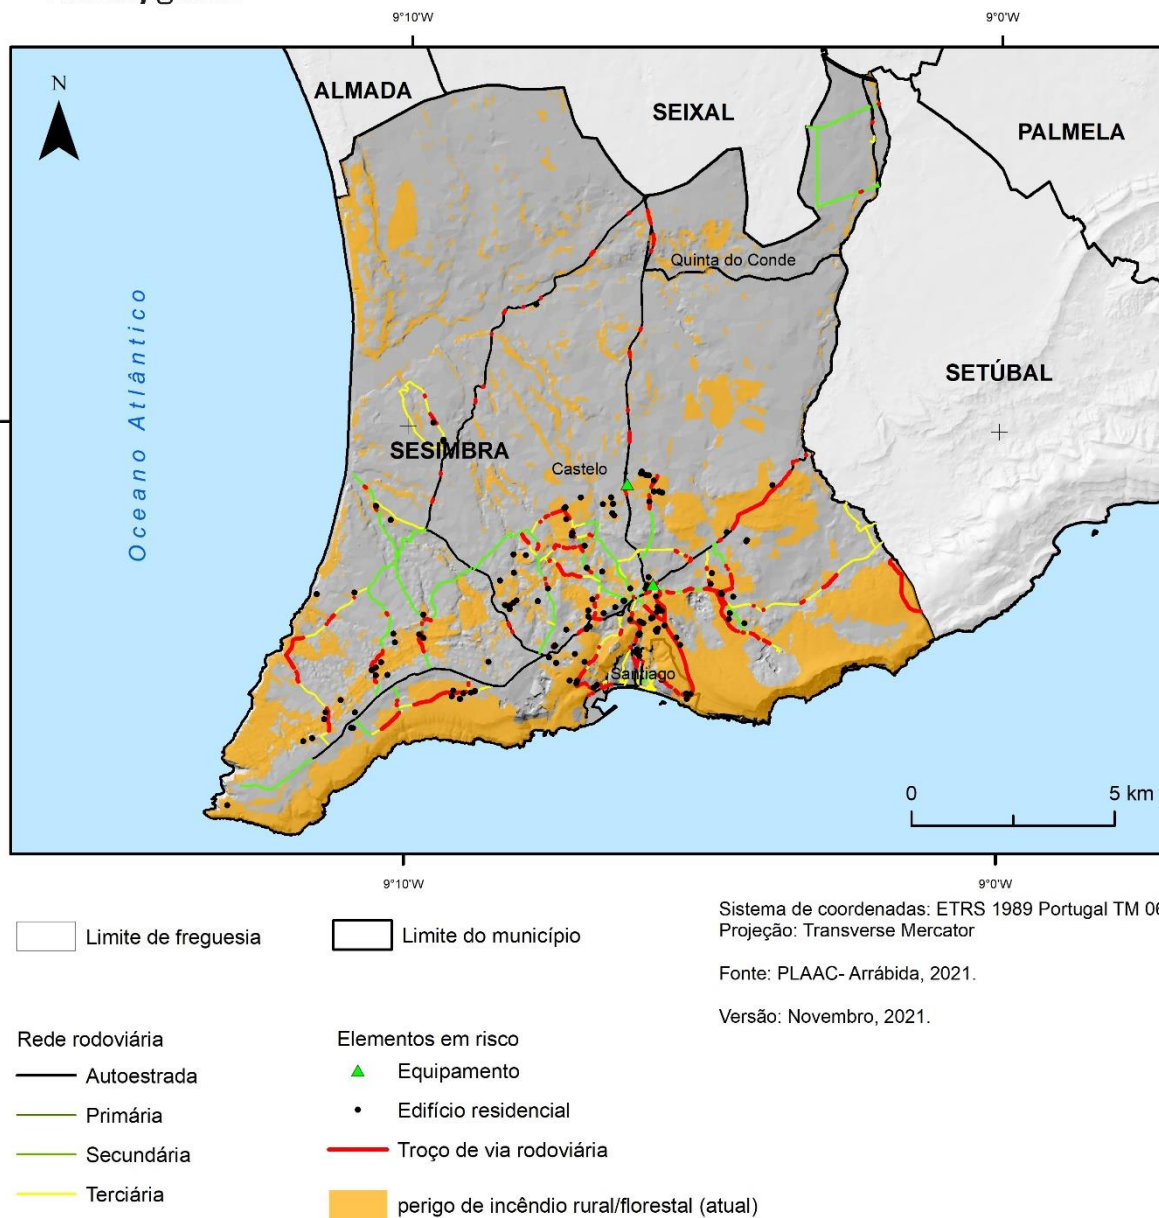 9°10'W
9°0'W
N
ALMADA
SEIXAL
PALMELA
Quinta do Conde
Oceano Atlântico
SETÚBAL
SESIMBRA
Castelo
Santiago
0
5 km
9°10'W
9°0'W
Limite de freguesia
Limite do município
Sistema de coordenadas: ETRS 1989 Portugal TM 06
Projeção: Transverse Mercator
Fonte: PLAAC- Arrábida, 2021.
Versão: Novembro, 2021.
Rede rodoviária
Autoestrada
Primária
Secundária
Terciária
Elementos em risco
Equipamento
Edifício residencial
Troço de via rodoviária
perigo de incêndio rural/florestal (atual)